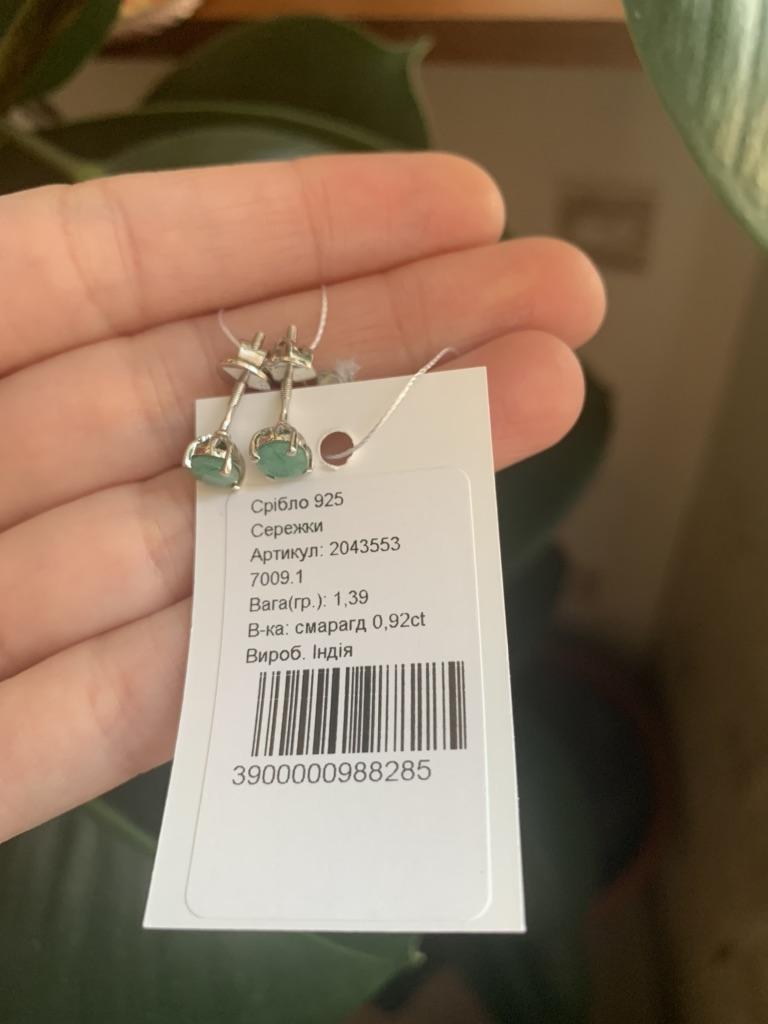 Срібло 925
Сережки
Артикул: 2043553
7009.1
Вага(гр.): 1,39
В-ка: смарагд 0,92ct
Вироб. Індія
3900000988285